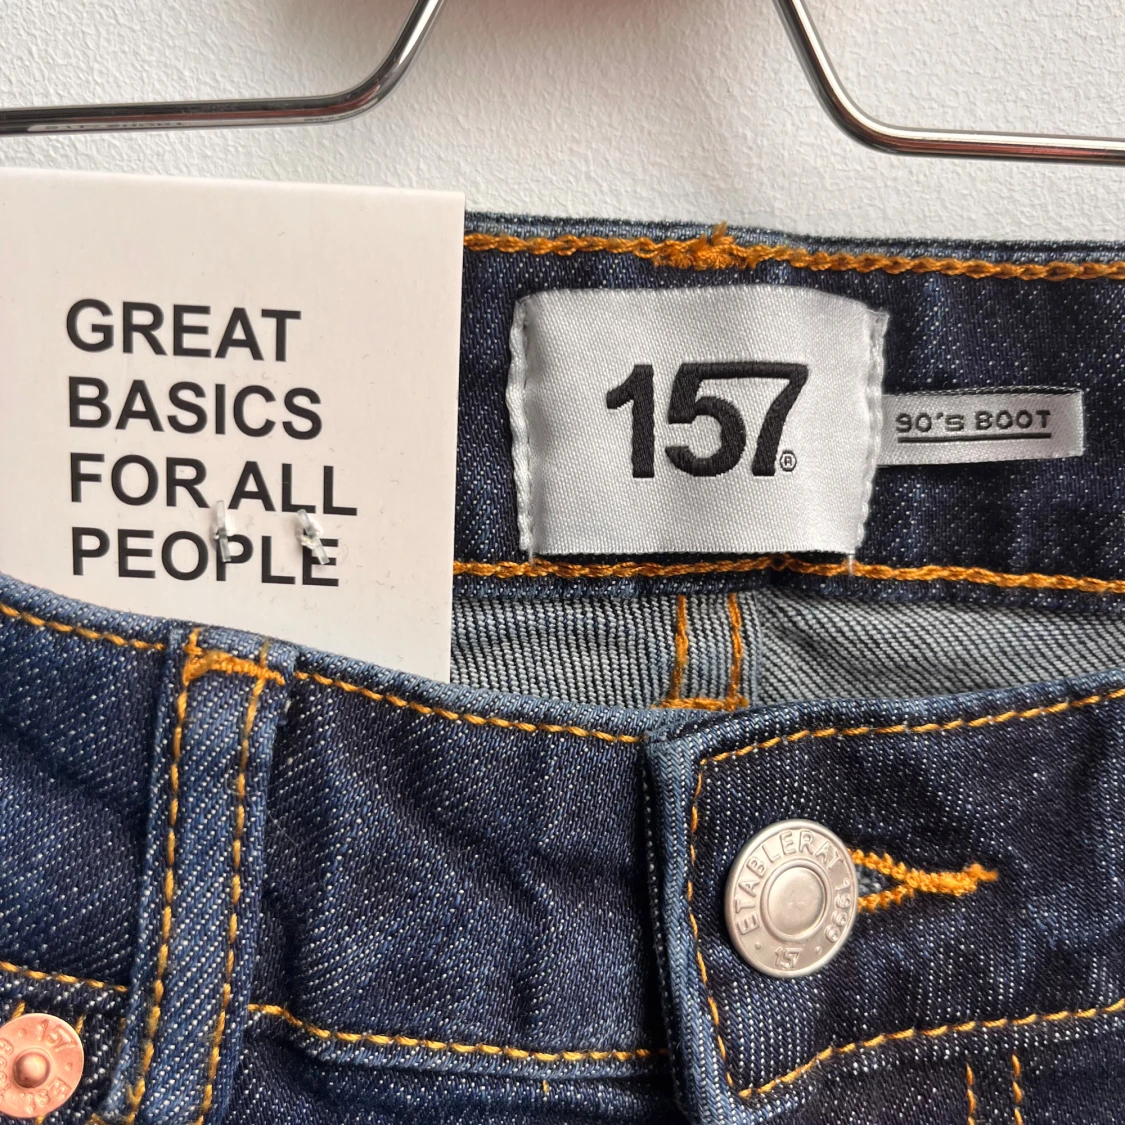 GREAT
BASICS
FOR ALL
PEOPLE
157®
90's BOOT
ETABLERAT 1999
157
157